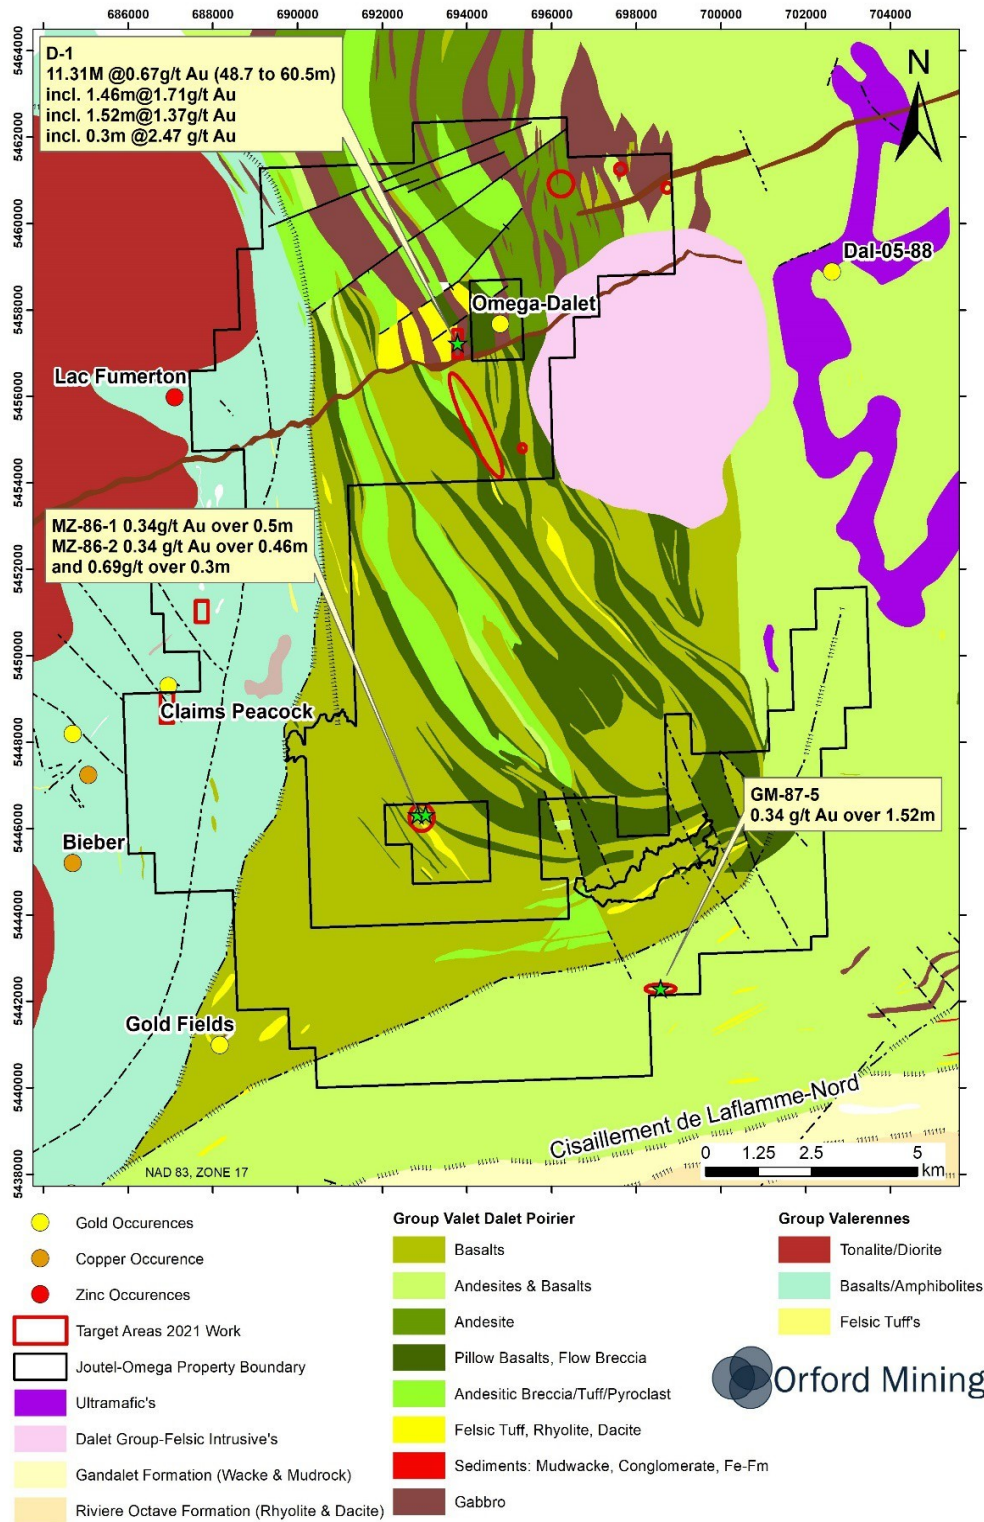 686000 688000 690000 692000 694000 696000 698000 700000 702000 704000
5464000
5462000
5460000
5458000
5456000
5454000
5452000
5450000
5448000
5446000
5444000
5442000
5440000
5438000
D-1
11.31M @0.67g/t Au (48.7 to 60.5m)
incl. 1.46m@1.71g/t Au
incl. 1.52m@1.37g/t Au
incl. 0.3m @2.47 g/t Au
N
Dal-05-88
Omega-Dalet
Lac Fumerton
MZ-86-1 0.34g/t Au over 0.5m
MZ-86-2 0.34 g/t Au over 0.46m
and 0.69g/t over 0.3m
Claims Peacock
GM-87-5
0.34 g/t Au over 1.52m
Bieber
Gold Fields
Cisaillement de Laflamme-Nord
0 1.25 2.5 5
km
NAD 83, ZONE 17
Gold Occurences
Copper Occurence
Zinc Occurences
Target Areas 2021 Work
Joutel-Omega Property Boundary
Ultramafic's
Dalet Group-Felsic Intrusive's
Gandalet Formation (Wacke & Mudrock)
Riviere Octave Formation (Rhyolite & Dacite)
Group Valet Dalet Poirier
Basalts
Andesites & Basalts
Andesite
Pillow Basalts, Flow Breccia
Andesitic Breccia/Tuff/Pyroclast
Felsic Tuff, Rhyolite, Dacite
Sediments: Mudwacke, Conglomerate, Fe-Fm
Gabbro
Group Valerennes
Tonalite/Diorite
Basalts/Amphibolites
Felsic Tuff's
Orford Mining